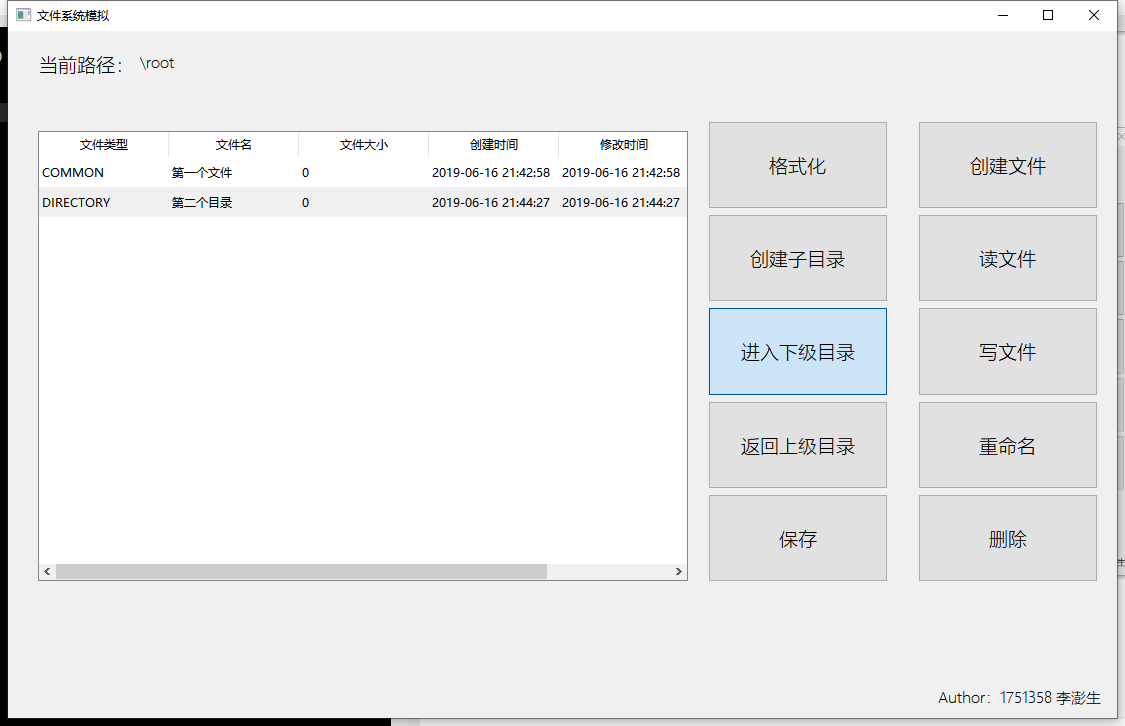 文件系统模拟
当前路径： \root
文件类型 文件名 文件大小 创建时间 修改时间
COMMON 第一个文件 0 2019-06-16 21:42:58 2019-06-16 21:42:58
DIRECTORY 第二个目录 0 2019-06-16 21:44:27 2019-06-16 21:44:27
格式化 创建文件
创建子目录 读文件
进入下级目录 写文件
返回上级目录 重命名
保存 删除
Author：1751358 李澎生